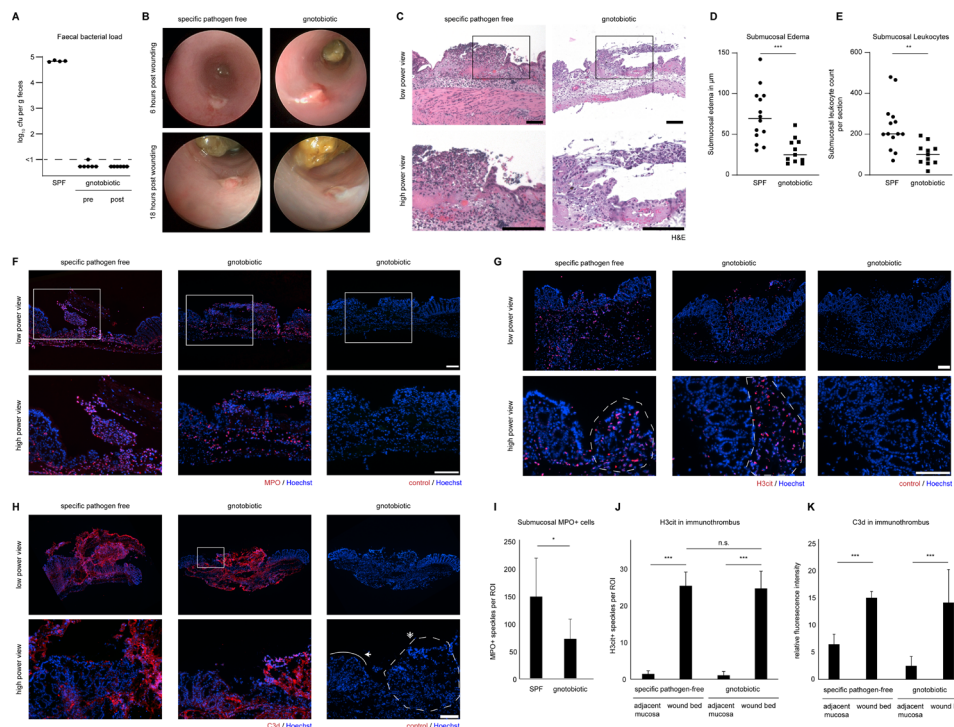 A
Faecal bacterial load
log10 cfu per g feces
5
4
3
2
<1
SPF
gnotobiotic
pre
post
B
specific pathogen free
gnotobiotic
6 hours post wounding
18 hours post wounding
C
specific pathogen free
gnotobiotic
low power view
high power view
H&E
D
Submucosal Edema
***
Submucosal edema in µm
150
100
50
0
SPF
gnotobiotic
E
Submucosal Leukocytes
**
Submucosal leukocyte count
per section
600
400
200
0
SPF
gnotobiotic
F
specific pathogen free
gnotobiotic
gnotobiotic
low power view
high power view
MPO / Hoechst
control / Hoechst
G
specific pathogen free
gnotobiotic
gnotobiotic
low power view
high power view
H3cit / Hoechst
control / Hoechst
H
specific pathogen free
gnotobiotic
gnotobiotic
low power view
high power view
*
C3d / Hoechst
control / Hoechst
I
Submucosal MPO+ cells
*
MPO+ speckles per ROI
250
200
150
100
50
0
SPF
gnotobiotic
J
H3cit in immunothrombus
n.s.
***
***
H3cit+ speckles per ROI
30
20
10
0
specific pathogen-free
gnotobiotic
adjacent
mucosa
wound bed
adjacent
mucosa
wound bed
K
C3d in immunothrombus
***
***
relative fluoresecence intensity
25
20
15
10
5
0
specific pathogen-free
gnotobiotic
adjacent
mucosa
wound bed
adjacent
mucosa